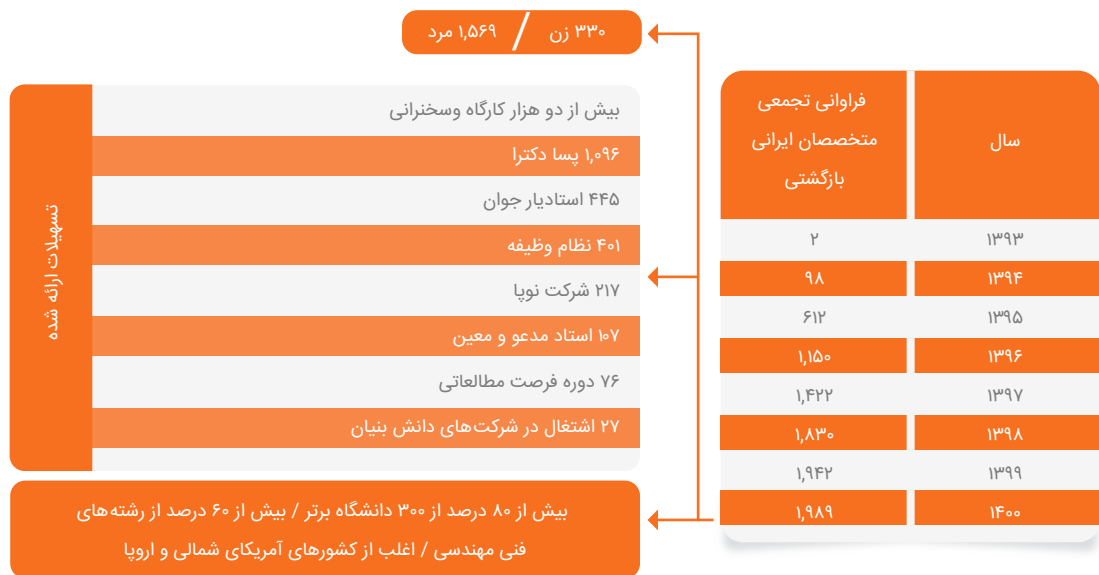 ۳۳۰ زن / ۱,۵۶۹ مرد
سال
فراوانی تجمعی
متخصصان ایرانی
بازگشتی
۱۳۹۳ ۲
۱۳۹۴ ۹۸
۱۳۹۵ ۶۱۲
۱۳۹۶ ۱,۱۵۰
۱۳۹۷ ۱,۴۲۲
۱۳۹۸ ۱,۸۳۰
۱۳۹۹ ۱,۹۴۲
۱۴۰۰ ۱,۹۸۹
بیش از دو هزار کارگاه وسخنرانی
۱,۰۹۶ پسا دکترا
۴۴۵ استادیار جوان
۴۰۱ نظام وظیفه
۲۱۷ شرکت نوپا
۱۰۷ استاد مدعو و معین
۷۶ دوره فرصت مطالعاتی
۲۷ اشتغال در شرکت‌های دانش بنیان
تسهیلات ارائه شده
بیش از ۸۰ درصد از ۳۰۰ دانشگاه برتر / بیش از ۶۰ درصد از رشته‌های
فنی مهندسی / اغلب از کشورهای آمریکای شمالی و اروپا